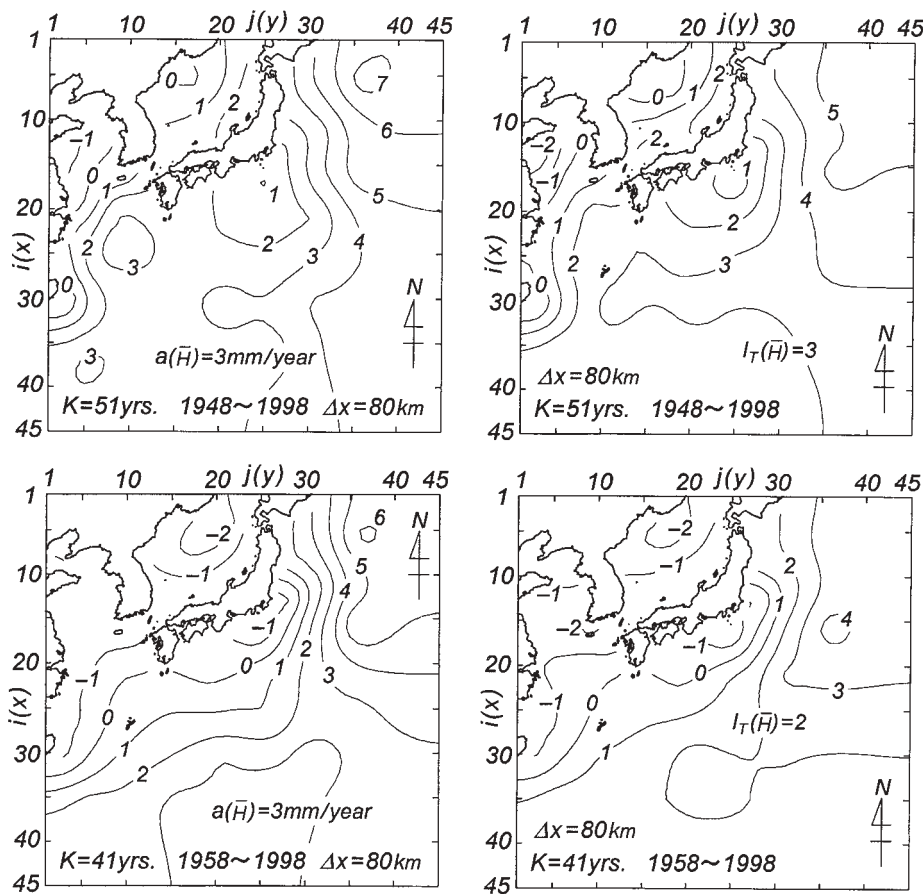 1 10 20 j(y) 30 40 45
1
0 7
1 2
10 6
−1
0 1 5
20 1 4
2 2
i(x) 3 3
0 N
30
3 a(H̄)=3mm/year
40
K=51yrs. 1948~1998 Δx=80km
45
1 10 20 j(y) 30 40 45
1
0 1 2
10 5
−2 0 2
−1 1
20 1 2 4
i(x) 2 3
0
30 N
I_T(H̄)=3
Δx=80km
40
K=51yrs. 1948~1998
45
1 10 20 j(y) 30 40 45
1
−2 6 N
−1 5
10 4
−1 2
20 0 1 3
−1
i(x) 0
1
30 2
a(H̄)=3mm/year
40
K=41yrs. 1958~1998 Δx=80km
45
1 10 20 j(y) 30 40 45
1
−2
−1 2
10 −1 1
−2 −1 4
20 0
−1 3
i(x) 0 I_T(H̄)=2
1
30
N
Δx=80km
40
K=41yrs. 1958~1998
45